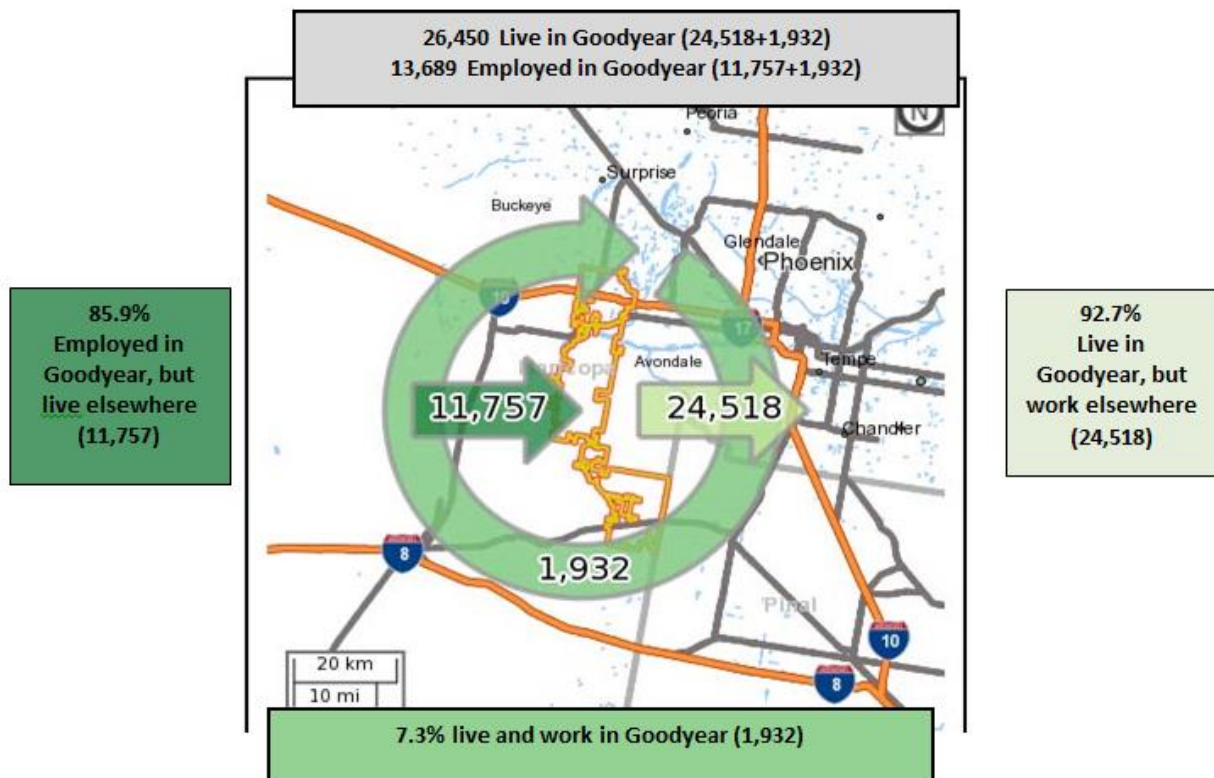 26,450 Live in Goodyear (24,518+1,932)
13,689 Employed in Goodyear (11,757+1,932)
N
Peoria
Surprise
Buckeye
Glendale
Phoenix
10
17
85.9%
Employed in
Goodyear, but
live elsewhere
(11,757)
92.7%
Live in
Goodyear, but
work elsewhere
(24,518)
Maricopa
Avondale
Tempe
11,757
24,518
Chandler
8
1,932
Pinal
10
20 km
10 mi
8
7.3% live and work in Goodyear (1,932)